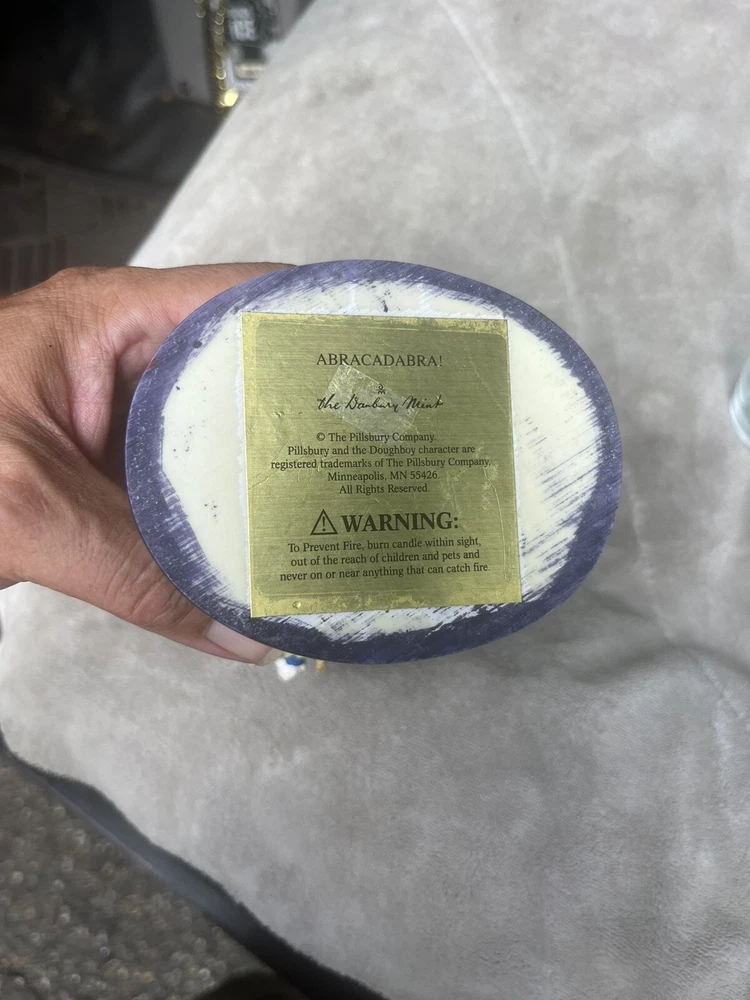 ABRACADABRA!
The Danbury Mint
© The Pillsbury Company.
Pillsbury and the Doughboy character are
registered trademarks of The Pillsbury Company,
Minneapolis, MN 55426.
All Rights Reserved.
WARNING:
To Prevent Fire, burn candle within sight,
out of the reach of children and pets and
never on or near anything that can catch fire.